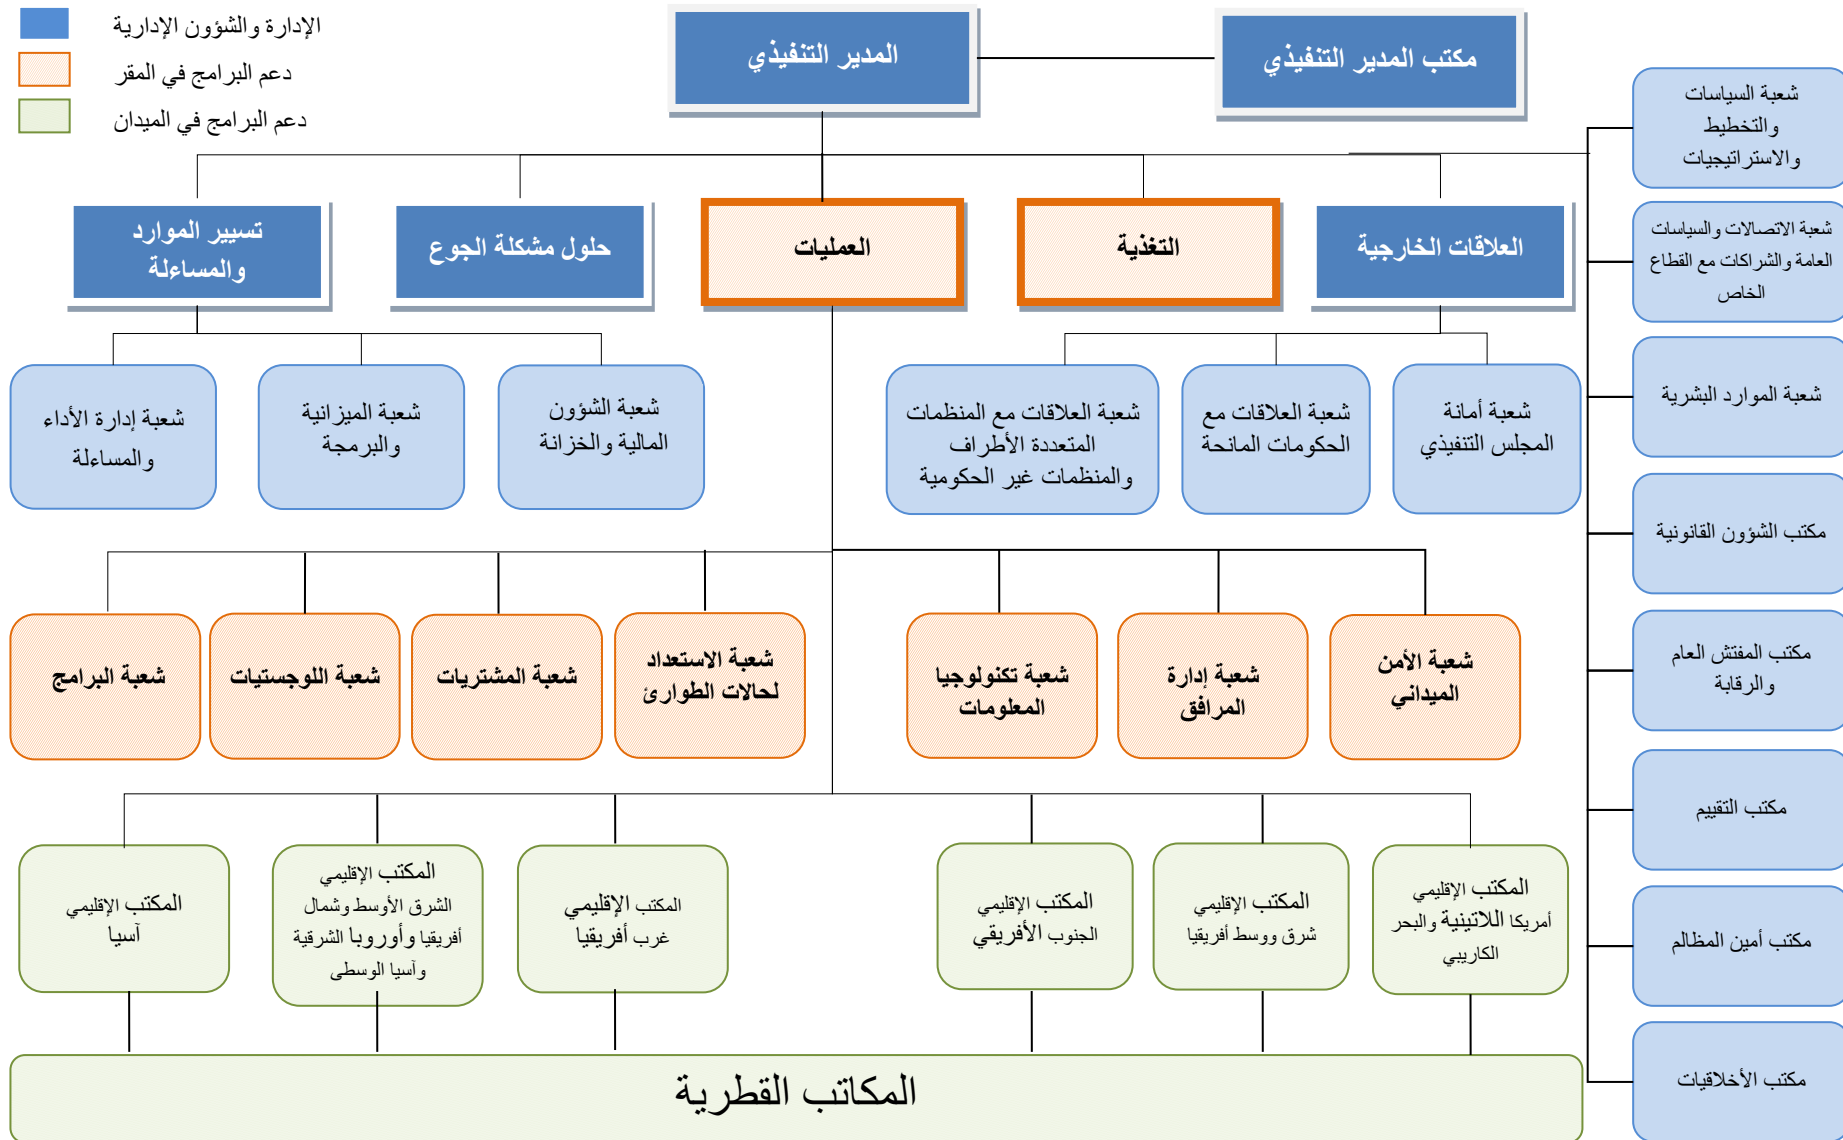 الإدارة والشؤون الإدارية
دعم البرامج في المقر
دعم البرامج في الميدان
مكتب المدير التنفيذي
المدير التنفيذي
شعبة السياسات
والتخطيط
والاستراتيجيات
شعبة الاتصالات والسياسات
العامة والشراكات مع القطاع
الخاص
شعبة الموارد البشرية
مكتب الشؤون القانونية
مكتب المفتش العام
والرقابة
مكتب التقييم
مكتب أمين المظالم
مكتب الأخلاقيات
العلاقات الخارجية
التغذية
العمليات
حلول مشكلة الجوع
تسيير الموارد
والمساءلة
شعبة أمانة
المجلس التنفيذي
شعبة العلاقات مع
الحكومات المانحة
شعبة العلاقات مع المنظمات
المتعددة الأطراف
والمنظمات غير الحكومية
شعبة الشؤون
المالية والخزانة
شعبة الميزانية
والبرمجة
شعبة إدارة الأداء
والمساءلة
شعبة الأمن
الميداني
شعبة إدارة
المرافق
شعبة تكنولوجيا
المعلومات
شعبة الاستعداد
لحالات الطوارئ
شعبة المشتريات
شعبة اللوجستيات
شعبة البرامج
المكتب الإقليمي
أمريكا اللاتينية والبحر
الكاريبي
المكتب الإقليمي
شرق ووسط أفريقيا
المكتب الإقليمي
الجنوب الأفريقي
المكتب الإقليمي
غرب أفريقيا
المكتب الإقليمي
الشرق الأوسط وشمال
أفريقيا وأوروبا الشرقية
وآسيا الوسطى
المكتب الإقليمي
آسيا
المكاتب القطرية